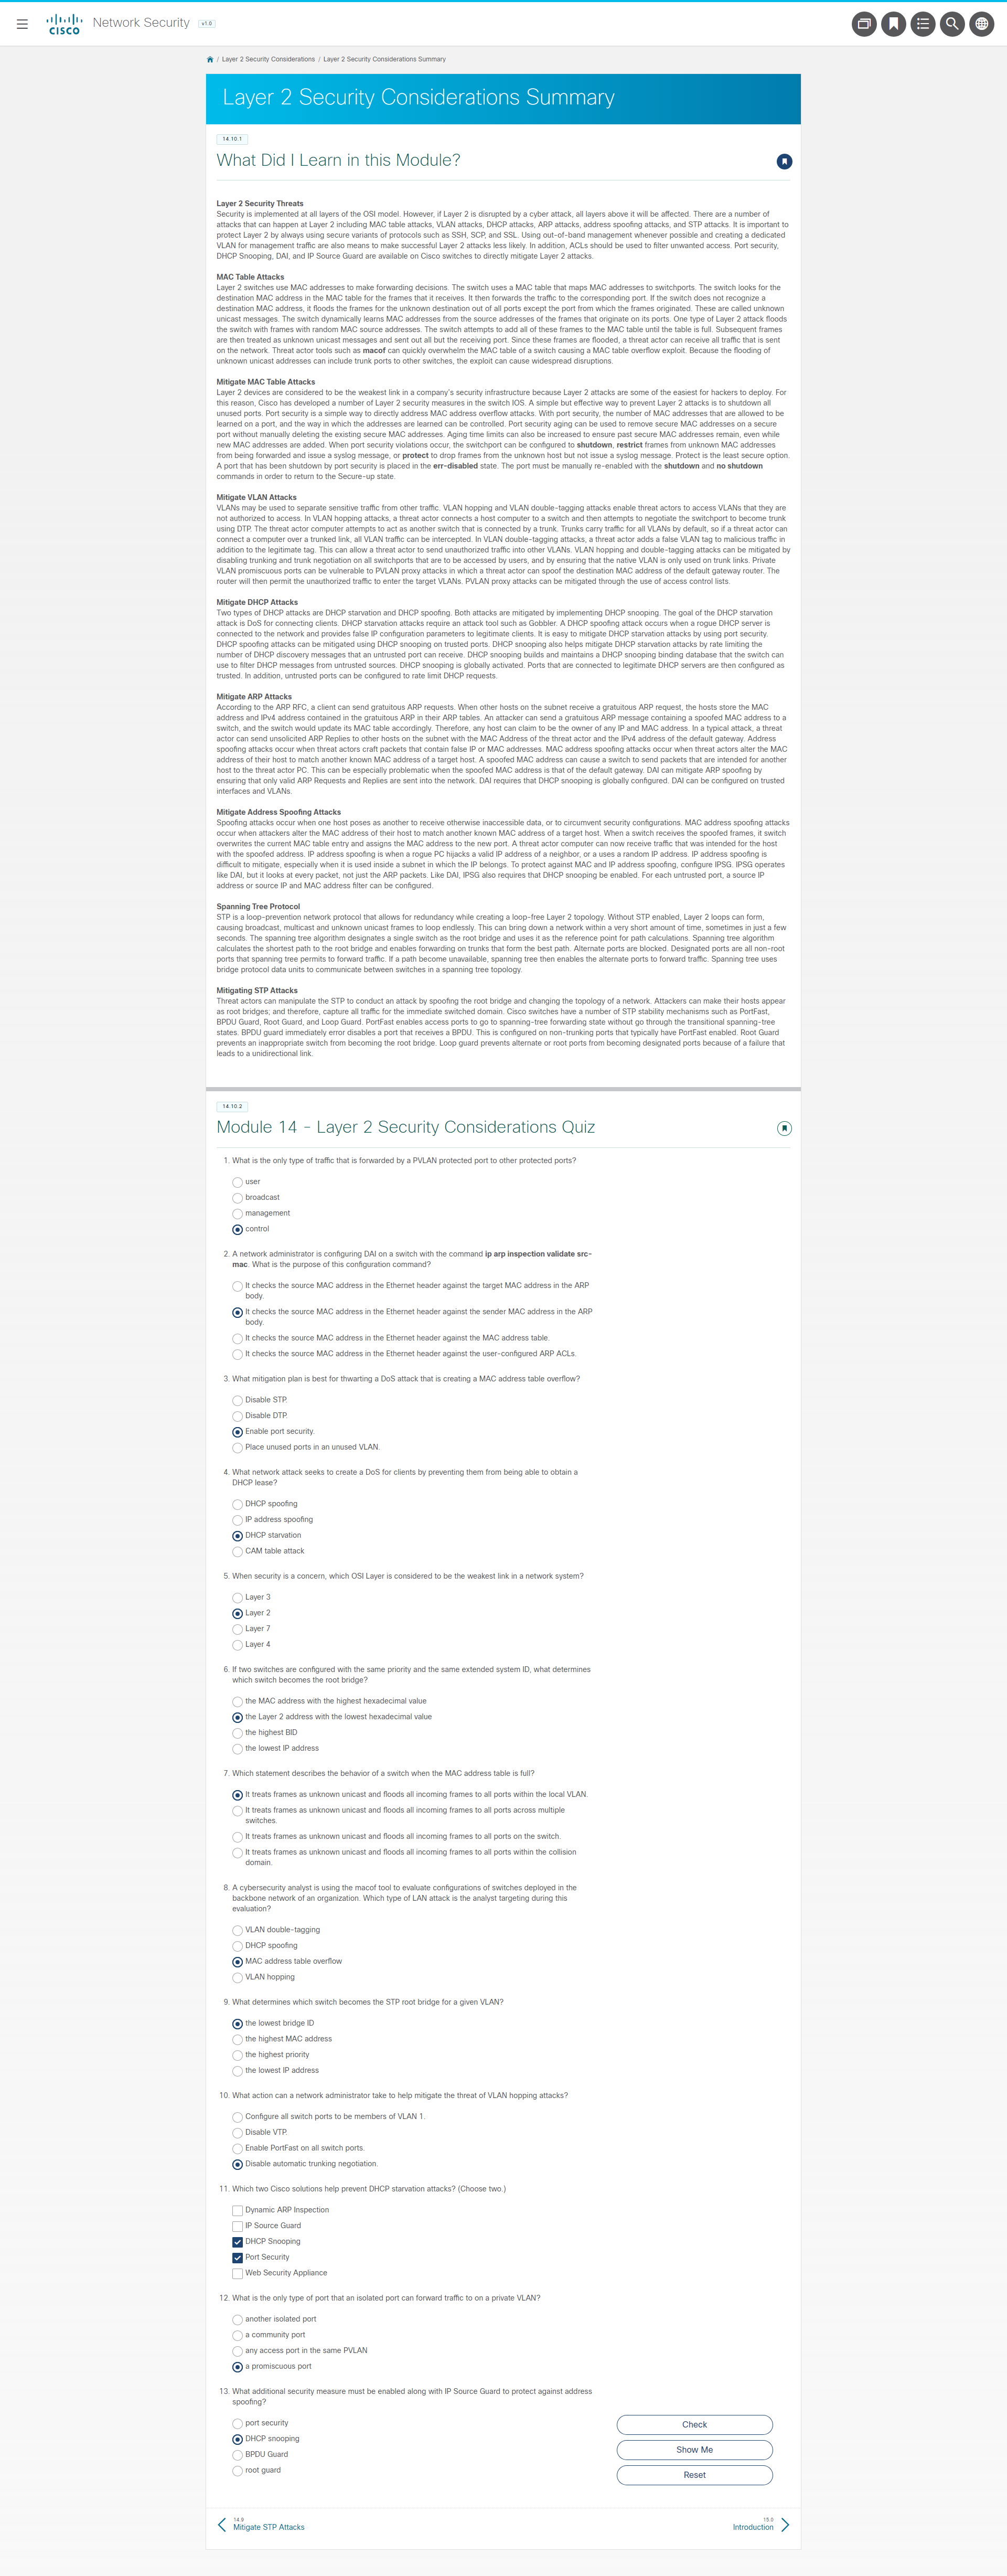 CISCO
Network Security v1.0
/ Layer 2 Security Considerations / Layer 2 Security Considerations Summary
Layer 2 Security Considerations Summary
14.10.1
What Did I Learn in this Module?
Layer 2 Security Threats
Security is implemented at all layers of the OSI model. However, if Layer 2 is disrupted by a cyber attack, all layers above it will be affected. There are a number of
attacks that can happen at Layer 2 including MAC table attacks, VLAN attacks, DHCP attacks, ARP attacks, address spoofing attacks, and STP attacks. It is important to
protect Layer 2 by always using secure variants of protocols such as SSH, SCP, and SSL. Using out-of-band management whenever possible and creating a dedicated
VLAN for management traffic are also means to make successful Layer 2 attacks less likely. In addition, ACLs should be used to filter unwanted access. Port security,
DHCP Snooping, DAI, and IP Source Guard are available on Cisco switches to directly mitigate Layer 2 attacks.
MAC Table Attacks
Layer 2 switches use MAC addresses to make forwarding decisions. The switch uses a MAC table that maps MAC addresses to switchports. The switch looks for the
destination MAC address in the MAC table for the frames that it receives. It then forwards the traffic to the corresponding port. If the switch does not recognize a
destination MAC address, it floods the frames for the unknown destination out of all ports except the port from which the frames originated. These are called unknown
unicast messages. The switch dynamically learns MAC addresses from the source addresses of the frames that originate on its ports. One type of Layer 2 attack floods
the switch with frames with random MAC source addresses. The switch attempts to add all of these frames to the MAC table until the table is full. Subsequent frames
are then treated as unknown unicast messages and sent out all but the receiving port. Since these frames are flooded, a threat actor can receive all traffic that is sent
on the network. Threat actor tools such as macof can quickly overwhelm the MAC table of a switch causing a MAC table overflow exploit. Because the flooding of
unknown unicast addresses can include trunk ports to other switches, the exploit can cause widespread disruptions.
Mitigate MAC Table Attacks
Layer 2 devices are considered to be the weakest link in a company's security infrastructure because Layer 2 attacks are some of the easiest for hackers to deploy. For
this reason, Cisco has developed a number of Layer 2 security measures in the switch IOS. A simple but effective way to prevent Layer 2 attacks is to shutdown all
unused ports. Port security is a simple way to directly address MAC address overflow attacks. With port security, the number of MAC addresses that are allowed to be
learned on a port, and the way in which the addresses are learned can be controlled. Port security aging can be used to remove secure MAC addresses on a secure
port without manually deleting the existing secure MAC addresses. Aging time limits can also be increased to ensure past secure MAC addresses remain, even while
new MAC addresses are added. When port security violations occur, the switchport can be configured to shutdown, restrict frames from unknown MAC addresses
from being forwarded and issue a syslog message, or protect to drop frames from the unknown host but not issue a syslog message. Protect is the least secure option.
A port that has been shutdown by port security is placed in the err-disabled state. The port must be manually re-enabled with the shutdown and no shutdown
commands in order to return to the Secure-up state.
Mitigate VLAN Attacks
VLANs may be used to separate sensitive traffic from other traffic. VLAN hopping and VLAN double-tagging attacks enable threat actors to access VLANs that they are
not authorized to access. In VLAN hopping attacks, a threat actor connects a host computer to a switch and then attempts to negotiate the switchport to become trunk
using DTP. The threat actor computer attempts to act as another switch that is connected by a trunk. Trunks carry traffic for all VLANs by default, so if a threat actor can
connect a computer over a trunked link, all VLAN traffic can be intercepted. In VLAN double-tagging attacks, a threat actor adds a false VLAN tag to malicious traffic in
addition to the legitimate tag. This can allow a threat actor to send unauthorized traffic into other VLANs. VLAN hopping and double-tagging attacks can be mitigated by
disabling trunking and trunk negotiation on all switchports that are to be accessed by users, and by ensuring that the native VLAN is only used on trunk links. Private
VLAN promiscuous ports can be vulnerable to PVLAN proxy attacks in which a threat actor can spoof the destination MAC address of the default gateway router. The
router will then permit the unauthorized traffic to enter the target VLANs. PVLAN proxy attacks can be mitigated through the use of access control lists.
Mitigate DHCP Attacks
Two types of DHCP attacks are DHCP starvation and DHCP spoofing. Both attacks are mitigated by implementing DHCP snooping. The goal of the DHCP starvation
attack is DoS for connecting clients. DHCP starvation attacks require an attack tool such as Gobbler. A DHCP spoofing attack occurs when a rogue DHCP server is
connected to the network and provides false IP configuration parameters to legitimate clients. It is easy to mitigate DHCP starvation attacks by using port security.
DHCP spoofing attacks can be mitigated using DHCP snooping on trusted ports. DHCP snooping also helps mitigate DHCP starvation attacks by rate limiting the
number of DHCP discovery messages that an untrusted port can receive. DHCP snooping builds and maintains a DHCP snooping binding database that the switch can
use to filter DHCP messages from untrusted sources. DHCP snooping is globally activated. Ports that are connected to legitimate DHCP servers are then configured as
trusted. In addition, untrusted ports can be configured to rate limit DHCP requests.
Mitigate ARP Attacks
According to the ARP RFC, a client can send gratuitous ARP requests. When other hosts on the subnet receive a gratuitous ARP request, the hosts store the MAC
address and IPv4 address contained in the gratuitous ARP in their ARP tables. An attacker can send a gratuitous ARP message containing a spoofed MAC address to a
switch, and the switch would update its MAC table accordingly. Therefore, any host can claim to be the owner of any IP and MAC address. In a typical attack, a threat
actor can send unsolicited ARP Replies to other hosts on the subnet with the MAC Address of the threat actor and the IPv4 address of the default gateway. Address
spoofing attacks occur when threat actors craft packets that contain false IP or MAC addresses. MAC address spoofing attacks occur when threat actors alter the MAC
address of their host to match another known MAC address of a target host. A spoofed MAC address can cause a switch to send packets that are intended for another
host to the threat actor PC. This can be especially problematic when the spoofed MAC address is that of the default gateway. DAI can mitigate ARP spoofing by
ensuring that only valid ARP Requests and Replies are sent into the network. DAI requires that DHCP snooping is globally configured. DAI can be configured on trusted
interfaces and VLANs.
Mitigate Address Spoofing Attacks
Spoofing attacks occur when one host poses as another to receive otherwise inaccessible data, or to circumvent security configurations. MAC address spoofing attacks
occur when attackers alter the MAC address of their host to match another known MAC address of a target host. When a switch receives the spoofed frames, it switch
overwrites the current MAC table entry and assigns the MAC address to the new port. A threat actor computer can now receive traffic that was intended for the host
with the spoofed address. IP address spoofing is when a rogue PC hijacks a valid IP address of a neighbor, or a uses a random IP address. IP address spoofing is
difficult to mitigate, especially when it is used inside a subnet in which the IP belongs. To protect against MAC and IP address spoofing, configure IPSG. IPSG operates
like DAI, but it looks at every packet, not just the ARP packets. Like DAI, IPSG also requires that DHCP snooping be enabled. For each untrusted port, a source IP
address or source IP and MAC address filter can be configured.
Spanning Tree Protocol
STP is a loop-prevention network protocol that allows for redundancy while creating a loop-free Layer 2 topology. Without STP enabled, Layer 2 loops can form,
causing broadcast, multicast and unknown unicast frames to loop endlessly. This can bring down a network within a very short amount of time, sometimes in just a few
seconds. The spanning tree algorithm designates a single switch as the root bridge and uses it as the reference point for path calculations. Spanning tree algorithm
calculates the shortest path to the root bridge and enables forwarding on trunks that form the best path. Alternate ports are blocked. Designated ports are all non-root
ports that spanning tree permits to forward traffic. If a path become unavailable, spanning tree then enables the alternate ports to forward traffic. Spanning tree uses
bridge protocol data units to communicate between switches in a spanning tree topology.
Mitigating STP Attacks
Threat actors can manipulate the STP to conduct an attack by spoofing the root bridge and changing the topology of a network. Attackers can make their hosts appear
as root bridges; and therefore, capture all traffic for the immediate switched domain. Cisco switches have a number of STP stability mechanisms such as PortFast,
BPDU Guard, Root Guard, and Loop Guard. PortFast enables access ports to go to spanning-tree forwarding state without go through the transitional spanning-tree
states. BPDU guard immediately error disables a port that receives a BPDU. This is configured on non-trunking ports that typically have PortFast enabled. Root Guard
prevents an inappropriate switch from becoming the root bridge. Loop guard prevents alternate or root ports from becoming designated ports because of a failure that
leads to a unidirectional link.
14.10.2
Module 14 - Layer 2 Security Considerations Quiz
1. What is the only type of traffic that is forwarded by a PVLAN protected port to other protected ports?
user
broadcast
management
control
2. A network administrator is configuring DAI on a switch with the command ip arp inspection validate src-
mac. What is the purpose of this configuration command?
It checks the source MAC address in the Ethernet header against the target MAC address in the ARP
body.
It checks the source MAC address in the Ethernet header against the sender MAC address in the ARP
body.
It checks the source MAC address in the Ethernet header against the MAC address table.
It checks the source MAC address in the Ethernet header against the user-configured ARP ACLs.
3. What mitigation plan is best for thwarting a DoS attack that is creating a MAC address table overflow?
Disable STP.
Disable DTP.
Enable port security.
Place unused ports in an unused VLAN.
4. What network attack seeks to create a DoS for clients by preventing them from being able to obtain a
DHCP lease?
DHCP spoofing
IP address spoofing
DHCP starvation
CAM table attack
5. When security is a concern, which OSI Layer is considered to be the weakest link in a network system?
Layer 3
Layer 2
Layer 7
Layer 4
6. If two switches are configured with the same priority and the same extended system ID, what determines
which switch becomes the root bridge?
the MAC address with the highest hexadecimal value
the Layer 2 address with the lowest hexadecimal value
the highest BID
the lowest IP address
7. Which statement describes the behavior of a switch when the MAC address table is full?
It treats frames as unknown unicast and floods all incoming frames to all ports within the local VLAN.
It treats frames as unknown unicast and floods all incoming frames to all ports across multiple
switches.
It treats frames as unknown unicast and floods all incoming frames to all ports on the switch.
It treats frames as unknown unicast and floods all incoming frames to all ports within the collision
domain.
8. A cybersecurity analyst is using the macof tool to evaluate configurations of switches deployed in the
backbone network of an organization. Which type of LAN attack is the analyst targeting during this
evaluation?
VLAN double-tagging
DHCP spoofing
MAC address table overflow
VLAN hopping
9. What determines which switch becomes the STP root bridge for a given VLAN?
the lowest bridge ID
the highest MAC address
the highest priority
the lowest IP address
10. What action can a network administrator take to help mitigate the threat of VLAN hopping attacks?
Configure all switch ports to be members of VLAN 1.
Disable VTP.
Enable PortFast on all switch ports.
Disable automatic trunking negotiation.
11. Which two Cisco solutions help prevent DHCP starvation attacks? (Choose two.)
Dynamic ARP Inspection
IP Source Guard
DHCP Snooping
Port Security
Web Security Appliance
12. What is the only type of port that an isolated port can forward traffic to on a private VLAN?
another isolated port
a community port
any access port in the same PVLAN
a promiscuous port
13. What additional security measure must be enabled along with IP Source Guard to protect against address
spoofing?
port security
DHCP snooping
BPDU Guard
root guard
Check
Show Me
Reset
14.9
Mitigate STP Attacks
15.0
Introduction